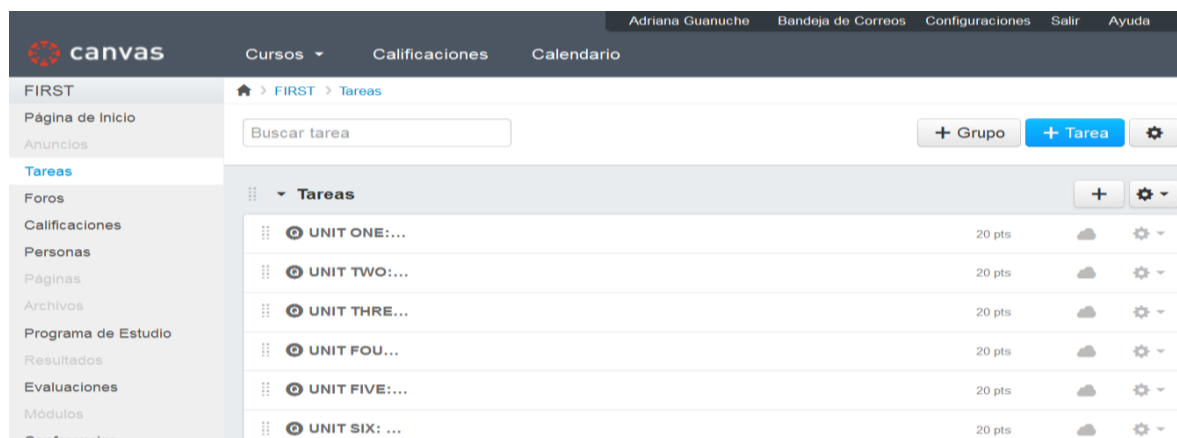 Adriana Guanuche Bandeja de Correos Configuraciones Salir Ayuda
canvas Cursos Calificaciones Calendario
FIRST
FIRST > Tareas
Página de Inicio
Anuncios
Tareas
Foros
Calificaciones
Personas
Páginas
Archivos
Programa de Estudio
Resultados
Evaluaciones
Módulos
Buscar tarea
+ Grupo + Tarea
Tareas
UNIT ONE:... 20 pts
UNIT TWO:... 20 pts
UNIT THRE... 20 pts
UNIT FOU... 20 pts
UNIT FIVE:... 20 pts
UNIT SIX: ... 20 pts